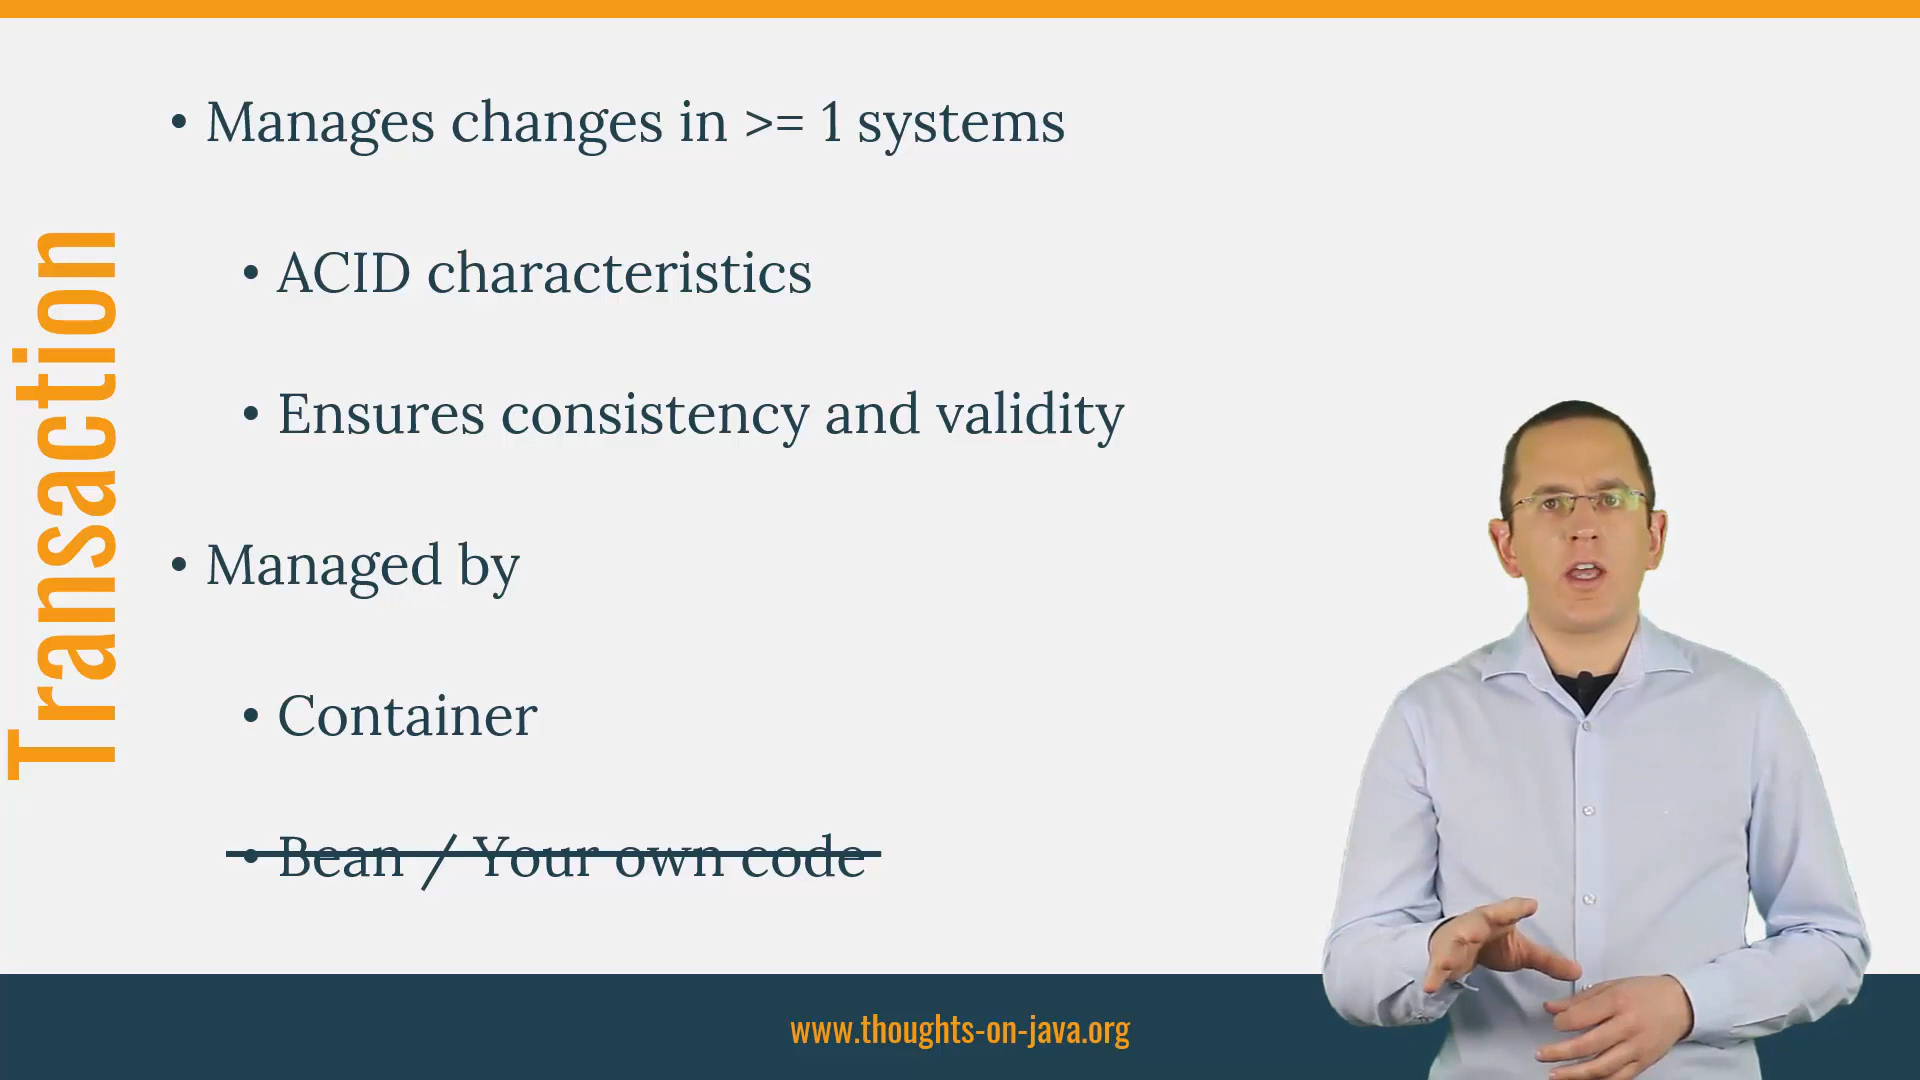 Transaction
• Manages changes in >= 1 systems
• ACID characteristics
• Ensures consistency and validity
• Managed by
• Container
• Bean / Your own code
www.thoughts-on-java.org